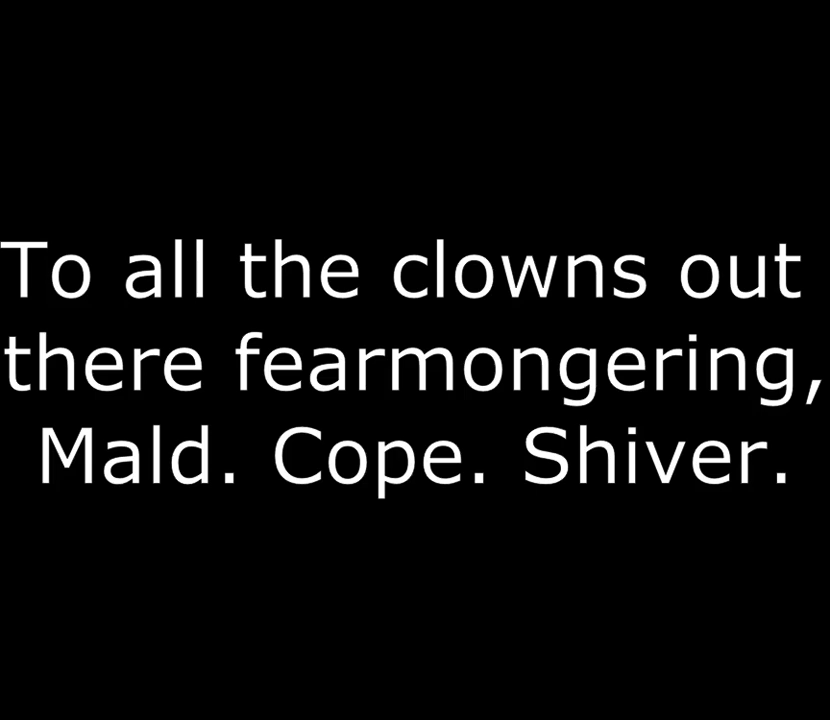 To all the clowns out
there fearmongering,
Mald. Cope. Shiver.